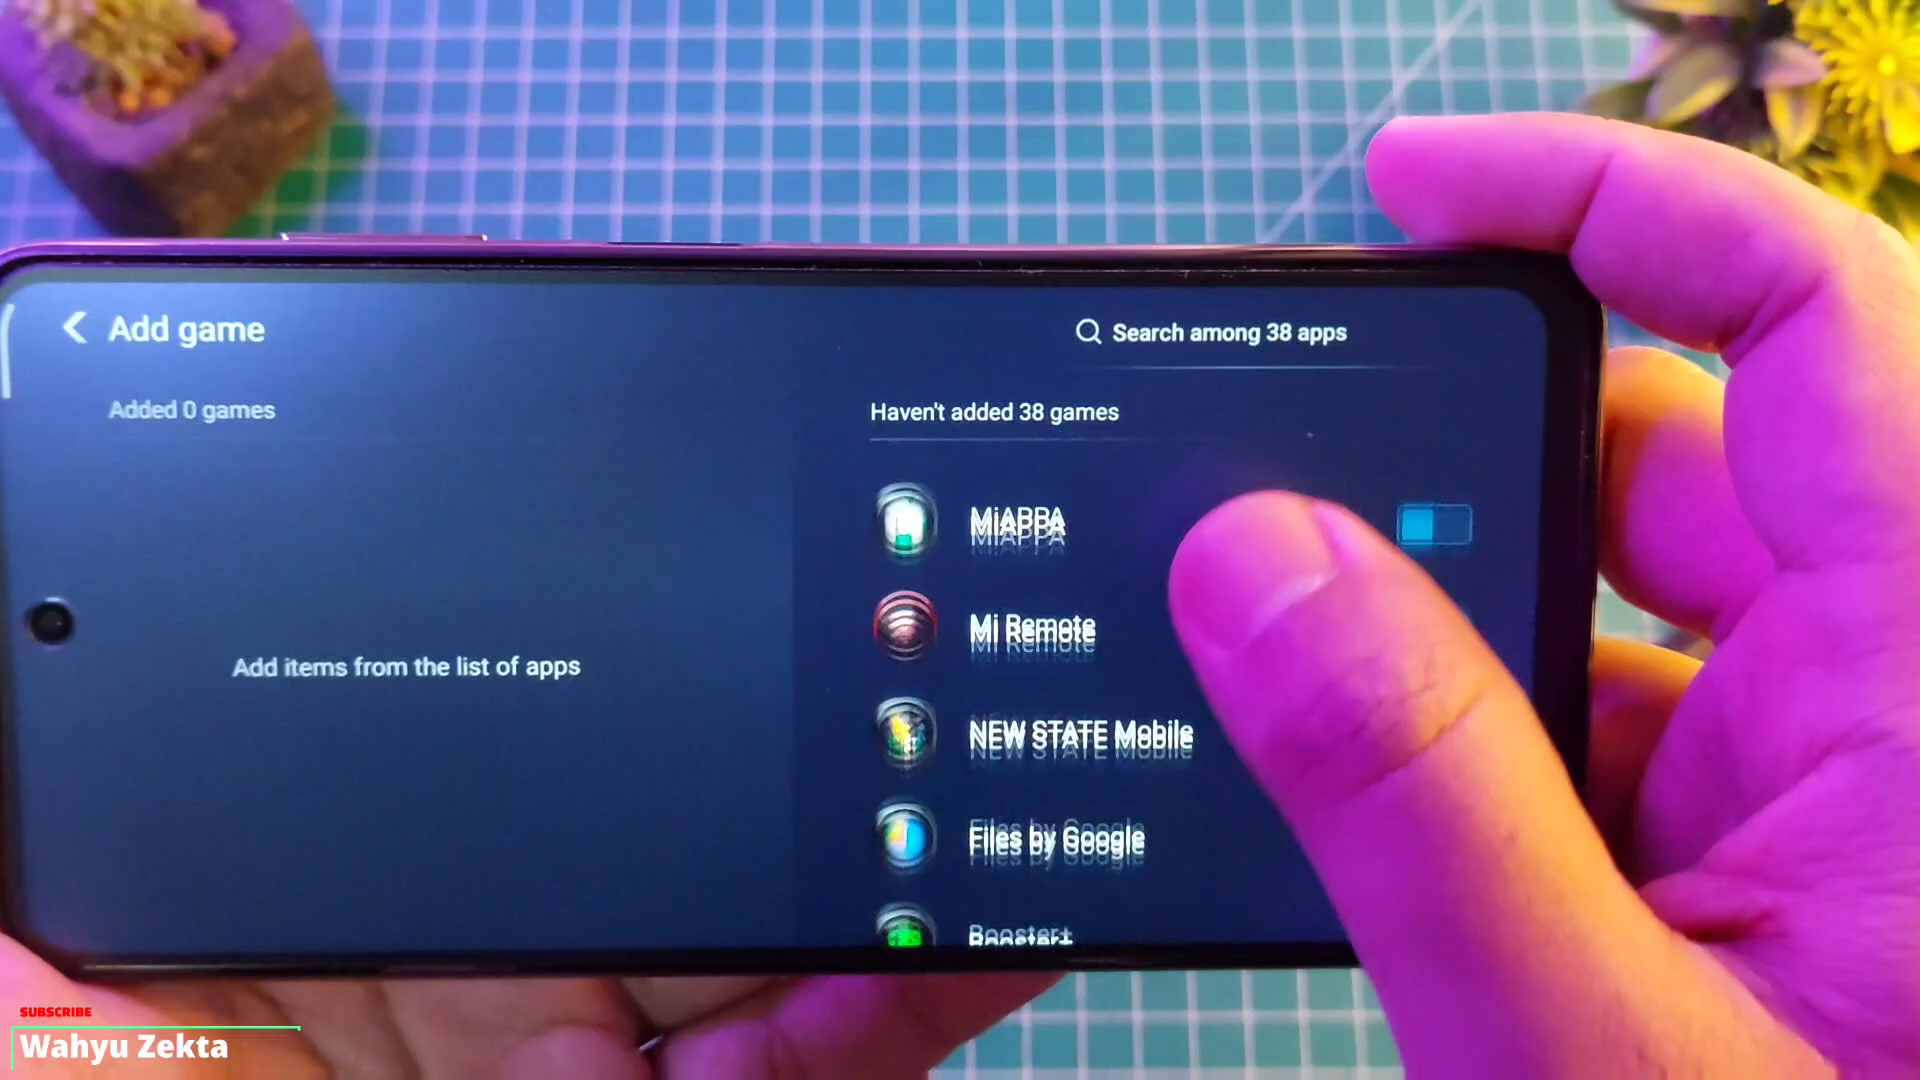 Add game
Search among 38 apps
Added 0 games
Haven't added 38 games
MiAPPA
Mi Remote
NEW STATE Mobile
Add items from the list of apps
Files by Google
Booster+
SUBSCRIBE
Wahyu Zekta